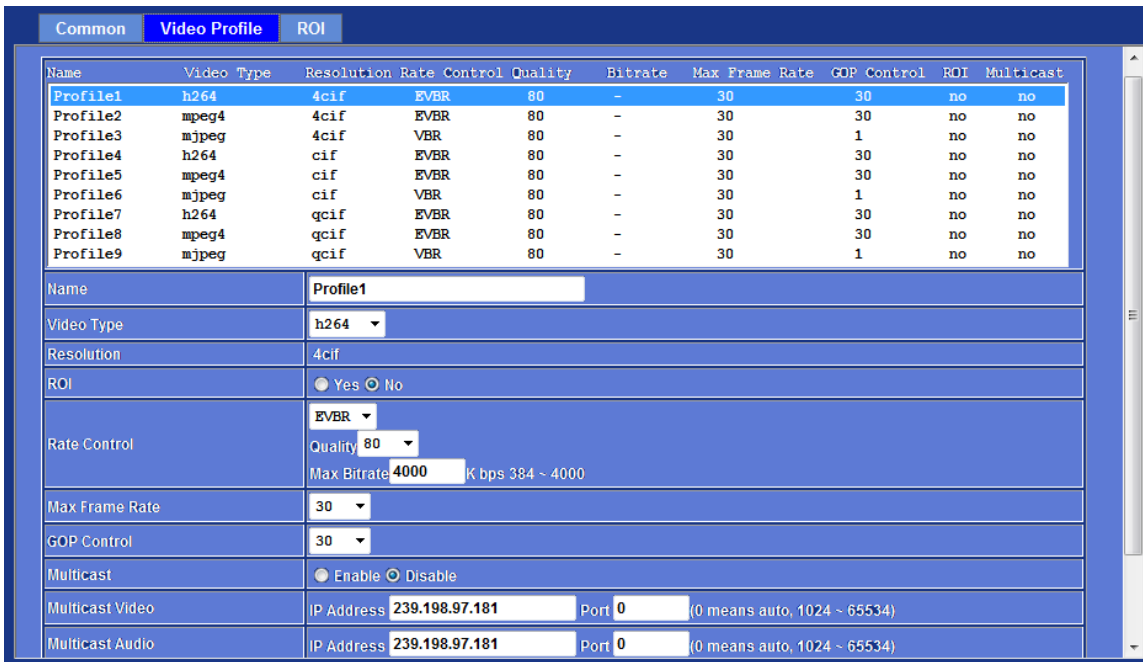 Common Video Profile ROI
Name Video Type Resolution Rate Control Quality Bitrate Max Frame Rate GOP Control ROI Multicast
Profile1 h264 4cif EVBR 80 - 30 30 no no
Profile2 mpeg4 4cif EVBR 80 - 30 30 no no
Profile3 mjpeg 4cif VBR 80 - 30 1 no no
Profile4 h264 cif EVBR 80 - 30 30 no no
Profile5 mpeg4 cif EVBR 80 - 30 30 no no
Profile6 mjpeg cif VBR 80 - 30 1 no no
Profile7 h264 qcif EVBR 80 - 30 30 no no
Profile8 mpeg4 qcif EVBR 80 - 30 30 no no
Profile9 mjpeg qcif VBR 80 - 30 1 no no
Name Profile1
Video Type h264
Resolution 4cif
ROI Yes No
EVBR
Rate Control Quality 80
Max Bitrate 4000 K bps 384 ~ 4000
Max Frame Rate 30
GOP Control 30
Multicast Enable Disable
Multicast Video IP Address 239.198.97.181 Port 0 (0 means auto, 1024 ~ 65534)
Multicast Audio IP Address 239.198.97.181 Port 0 (0 means auto, 1024 ~ 65534)